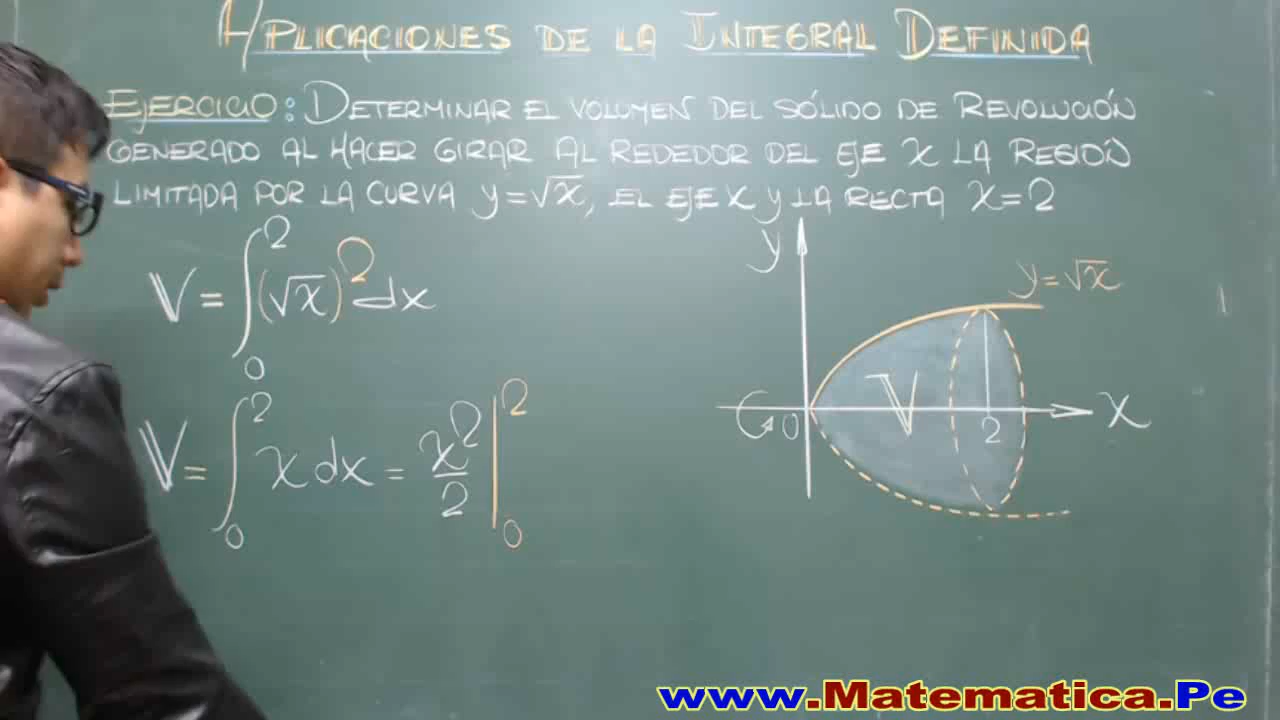 APLICACIONES DE LA INTEGRAL DEFINIDA
EJERCICIO: DETERMINAR EL VOLUMEN DEL SÓLIDO DE REVOLUCIÓN
GENERADO AL HACER GIRAR AL REDEDOR DEL EJE X LA REGIÓN
LIMITADA POR LA CURVA y=√x, EL EJE X Y LA RECTA X=2
V = ∫₀² (√x)² dx
V = ∫₀² x dx = x²/2 |₀²
y
y=√x
V
0
2
X
www.Matematica.Pe